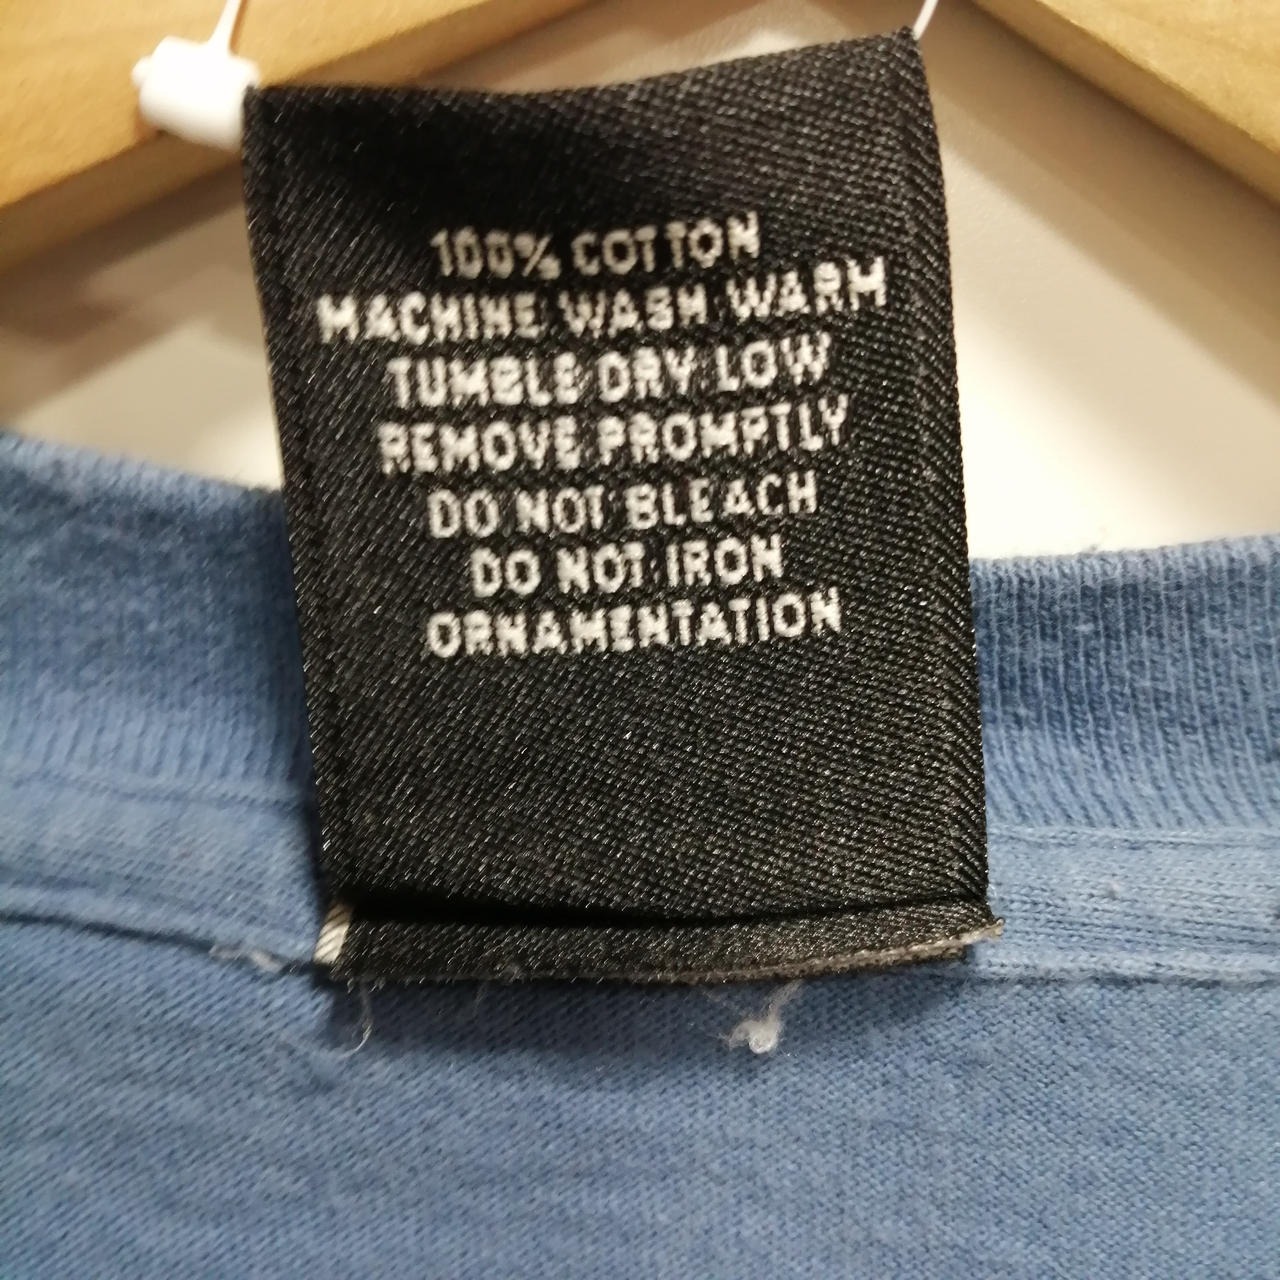 100% COTTON
MACHINE WASH WARM
TUMBLE DRY LOW
REMOVE PROMPTLY
DO NOT BLEACH
DO NOT IRON
ORNAMENTATION